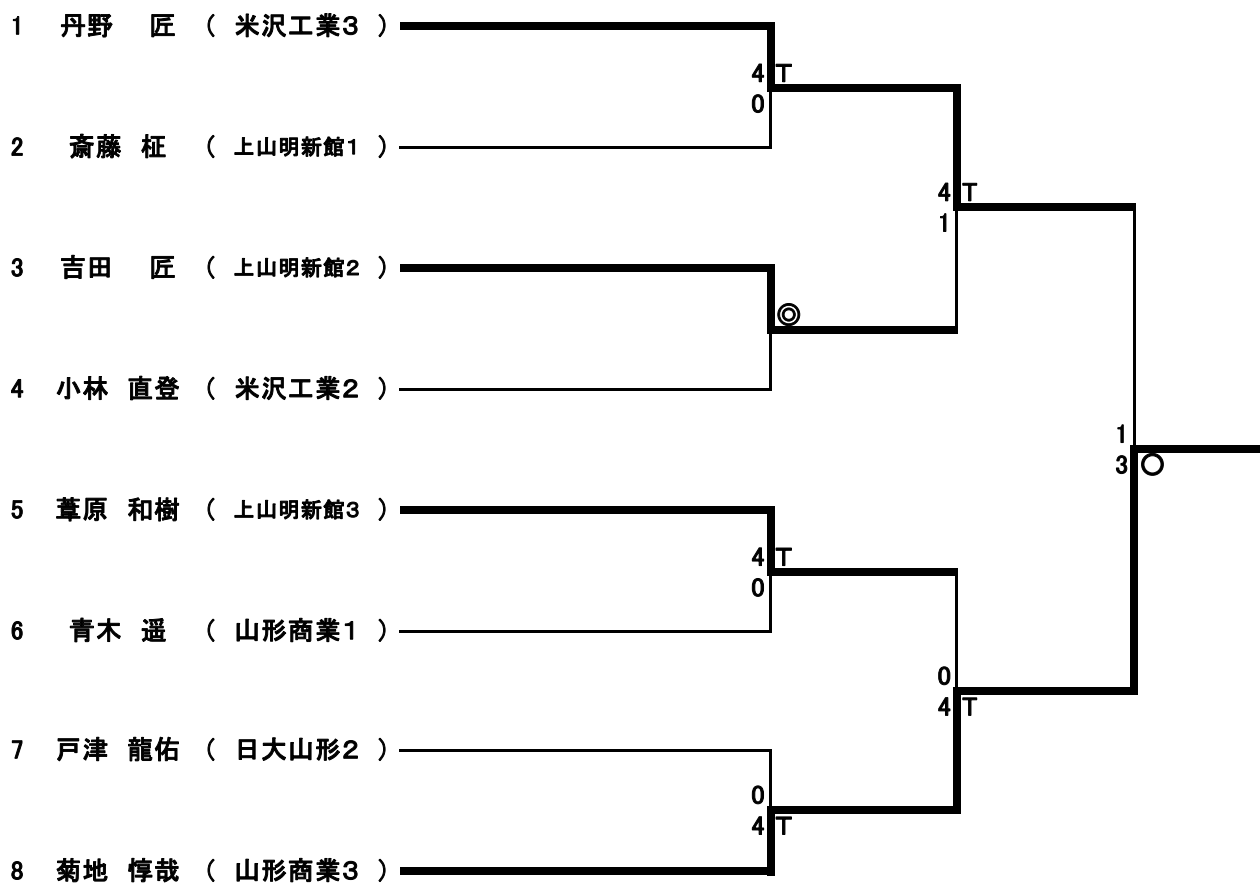 1 丹野 匠 ( 米沢工業3 )
4 T
0
2 斎藤 柾 ( 上山明新館1 )
4 T
1
3 吉田 匠 ( 上山明新館2 )
◎
4 小林 直登 ( 米沢工業2 )
1
3 ○
5 葦原 和樹 ( 上山明新館3 )
4 T
0
6 青木 遥 ( 山形商業1 )
0
4 T
7 戸津 龍佑 ( 日大山形2 )
0
4 T
8 菊地 惇哉 ( 山形商業3 )